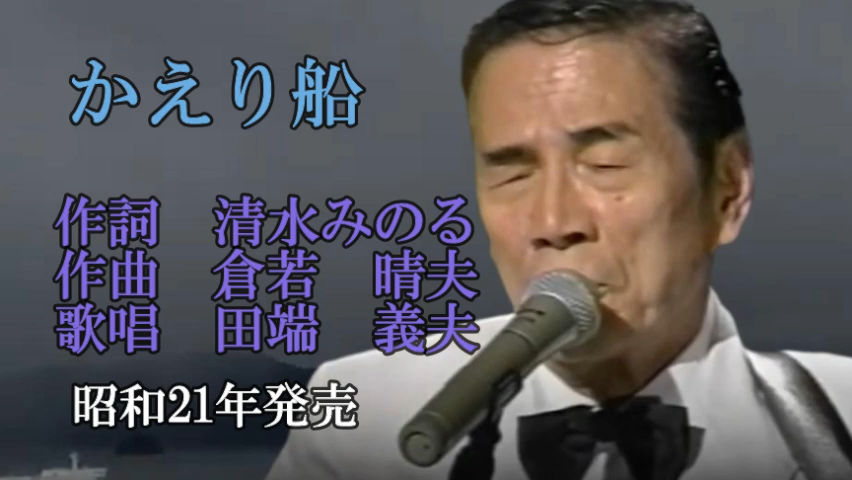 かえり船
作詞　清水みのる
作曲　倉若　晴夫
歌唱　田端　義夫
昭和21年発売